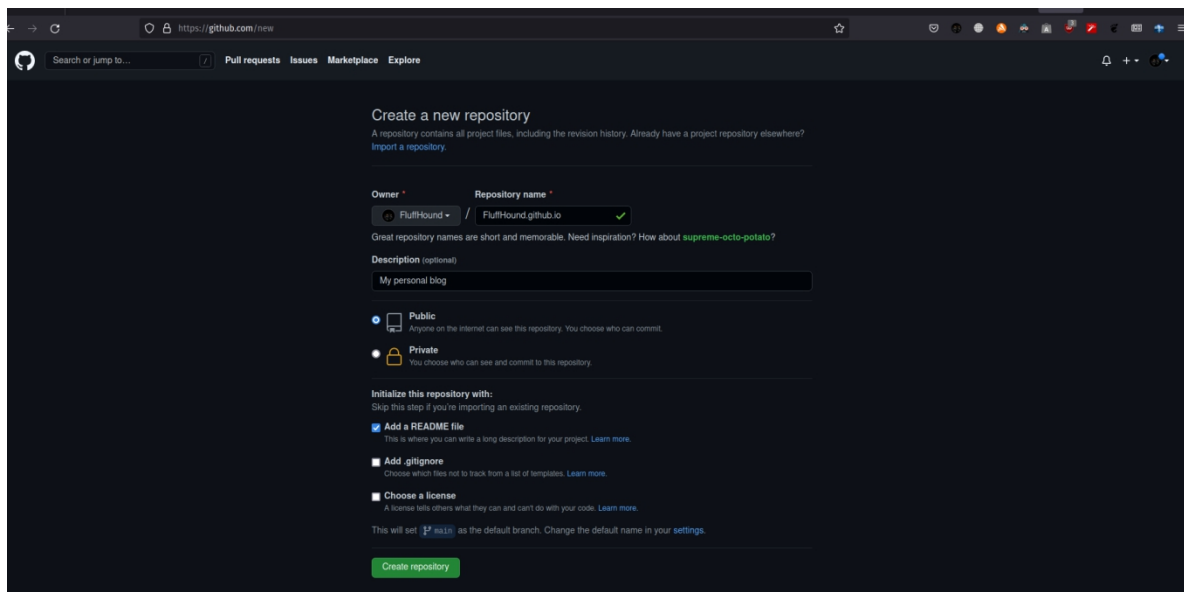 https://github.com/new
Search or jump to...
/
Pull requests Issues Marketplace Explore
Create a new repository
A repository contains all project files, including the revision history. Already have a project repository elsewhere?
Import a repository.
Owner * Repository name *
FluffHound / FluffHound.github.io
Great repository names are short and memorable. Need inspiration? How about supreme-octo-potato?
Description (optional)
My personal blog
Public
Anyone on the internet can see this repository. You choose who can commit.
Private
You choose who can see and commit to this repository.
Initialize this repository with:
Skip this step if you're importing an existing repository.
Add a README file
This is where you can write a long description for your project. Learn more.
Add .gitignore
Choose which files not to track from a list of templates. Learn more.
Choose a license
A license tells others what they can and can't do with your code. Learn more.
This will set main as the default branch. Change the default name in your settings.
Create repository